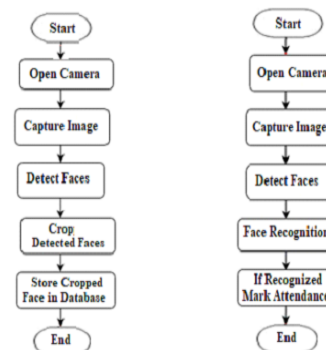 Start
Open Camera
Capture Image
Detect Faces
Crop
Detected Faces
Store Cropped
Face in Database
End
Start
Open Camera
Capture Image
Detect Faces
Face Recognition
If Recognized
Mark Attendance
End